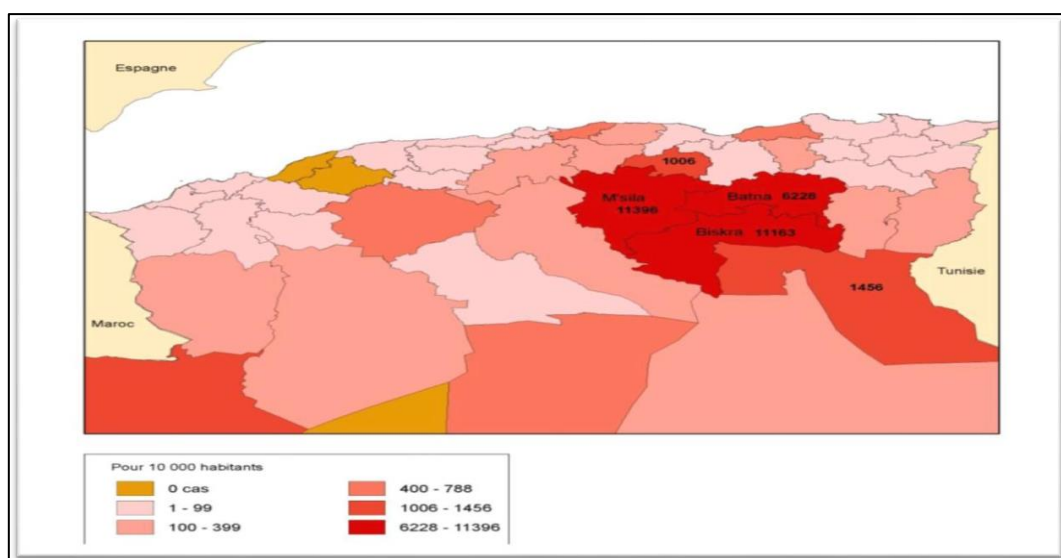 Espagne
1006
M'sila
11396
Batna 6228
Biskra 11163
Tunisie
1456
Maroc
Pour 10 000 habitants
0 cas
1 - 99
100 - 399
400 - 788
1006 - 1456
6228 - 11396